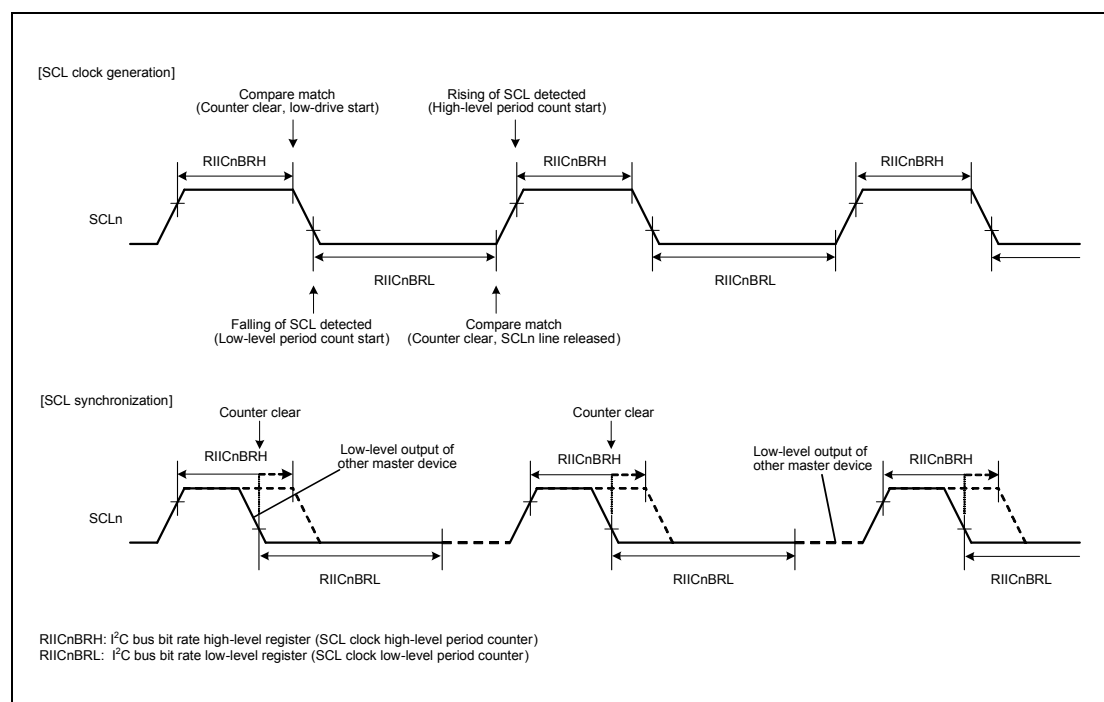 [SCL clock generation]
Compare match
(Counter clear, low-drive start)
Rising of SCL detected
(High-level period count start)
RIICnBRH
RIICnBRH
RIICnBRH
SCLn
RIICnBRL
RIICnBRL
Falling of SCL detected
(Low-level period count start)
Compare match
(Counter clear, SCLn line released)
[SCL synchronization]
Counter clear
Counter clear
RIICnBRH
Low-level output of
other master device
RIICnBRH
Low-level output of
other master device
RIICnBRH
SCLn
RIICnBRL
RIICnBRL
RIICnBRL
RIICnBRH: I²C bus bit rate high-level register (SCL clock high-level period counter)
RIICnBRL: I²C bus bit rate low-level register (SCL clock low-level period counter)